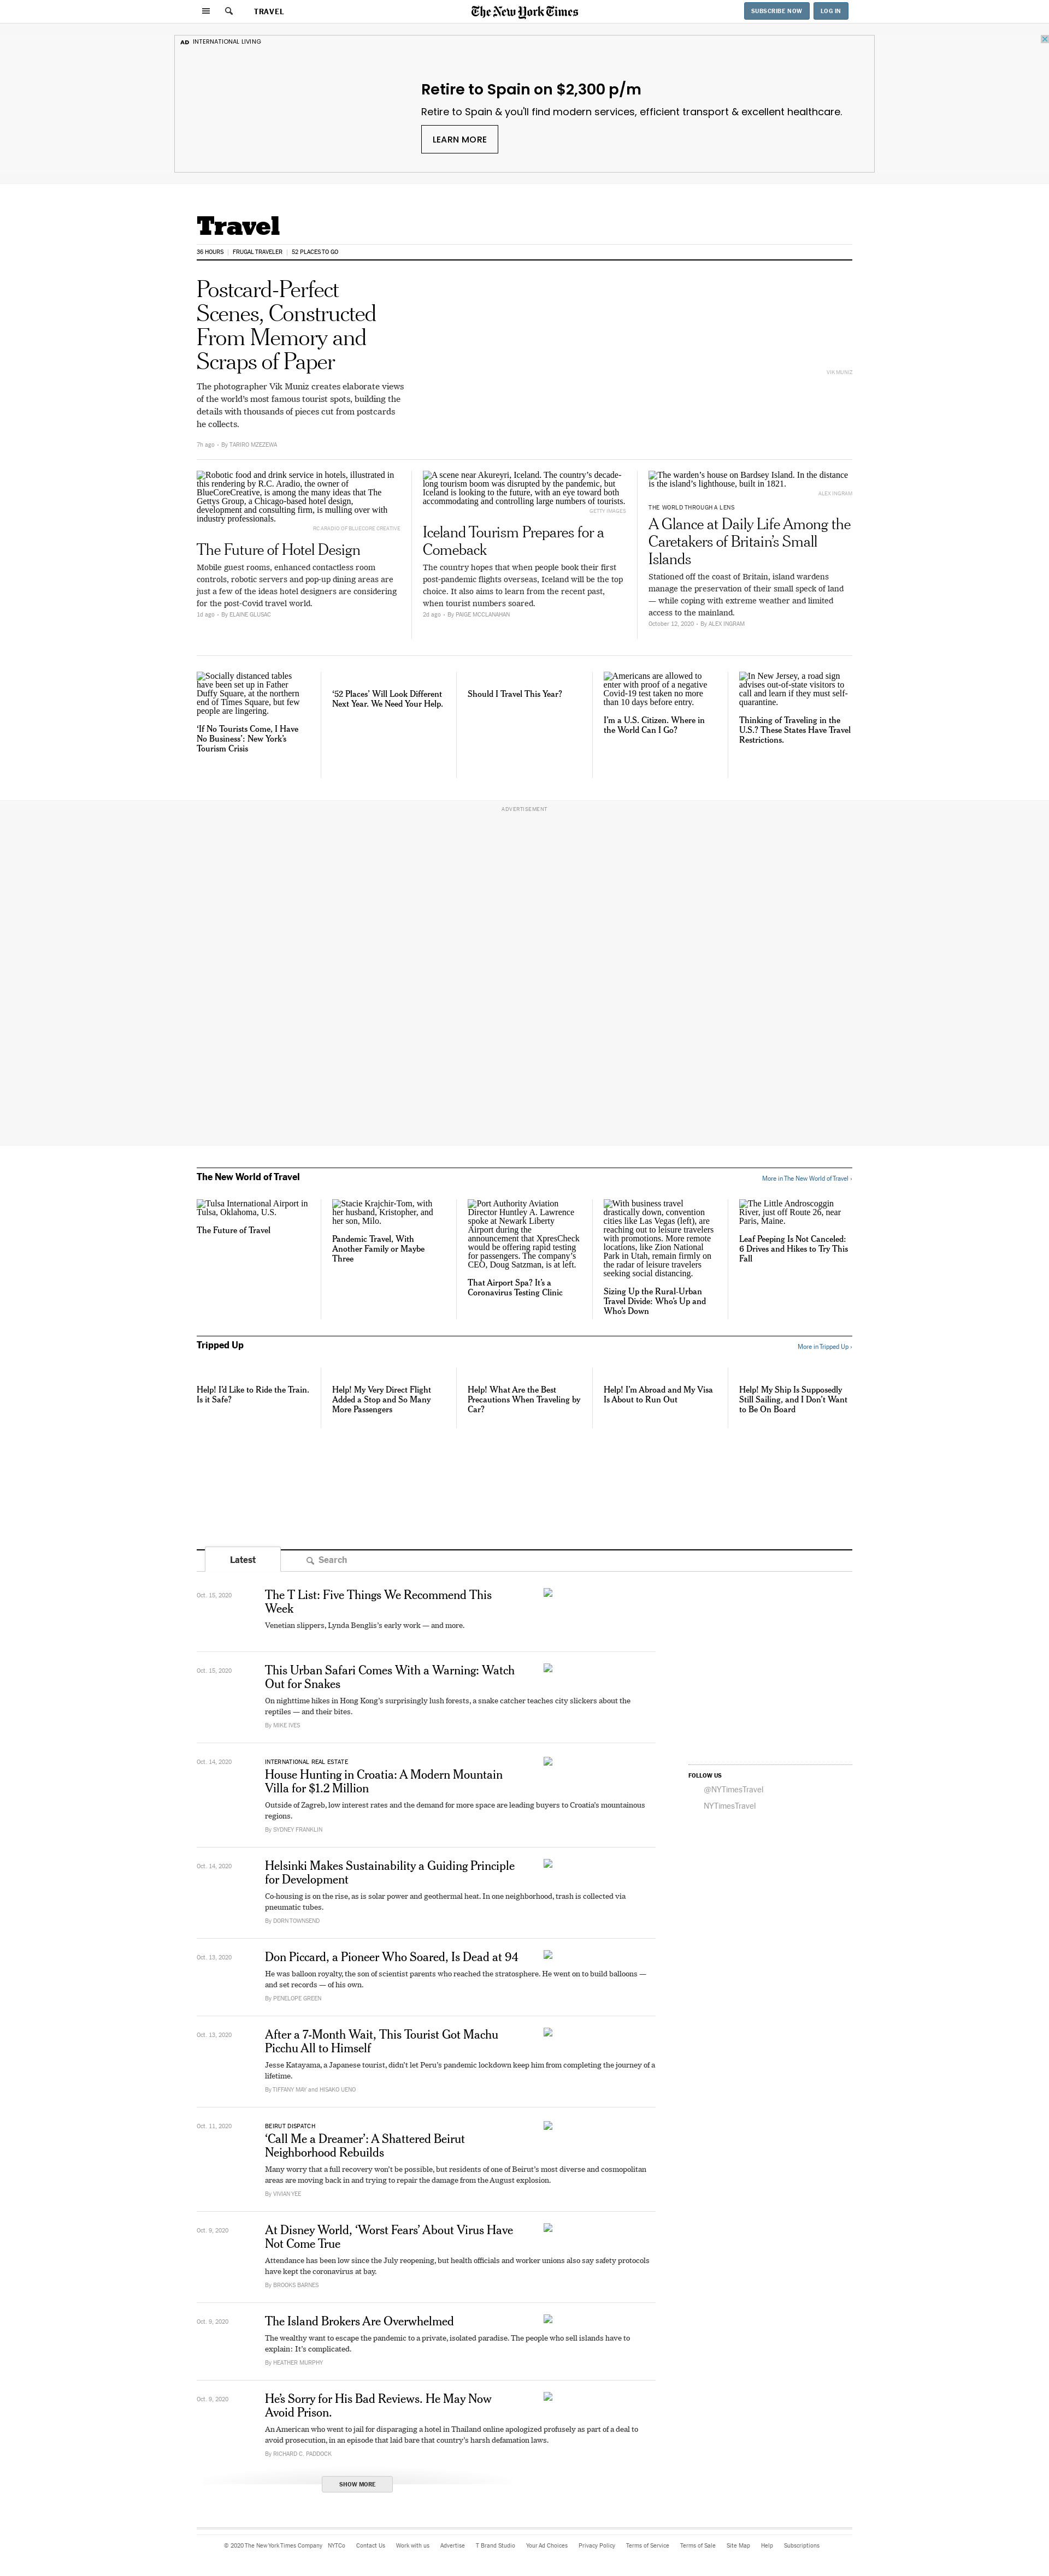 TRAVEL
The New York Times
SUBSCRIBE NOW
LOG IN
AD INTERNATIONAL LIVING
Retire to Spain on $2,300 p/m
Retire to Spain & you'll find modern services, efficient transport & excellent healthcare.
LEARN MORE
Travel
36 HOURS
FRUGAL TRAVELER
52 PLACES TO GO
Postcard-Perfect
Scenes, Constructed
From Memory and
Scraps of Paper
The photographer Vik Muniz creates elaborate views
of the world’s most famous tourist spots, building the
details with thousands of pieces cut from postcards
he collects.
7h ago – By TARIRO MZEZEWA
VIK MUNIZ
Robotic food and drink service in hotels, illustrated in
this rendering by R.C. Aradio, the owner of
BlueCoreCreative, is among many ideas that The
Gettys Group, a Chicago-based hotel design,
development and consulting firm, is mulling over with
industry professionals.
RC ARADIO OF BLUECORE CREATIVE
The Future of Hotel Design
Mobile guest rooms, enhanced contactless room
controls, robotic servers and pop-up dining areas are
just a few of the ideas hotel designers are considering
for the post-Covid travel world.
1d ago – By ELAINE GLUSAC
A scene near Akureyri, Iceland. The country’s decade-
long tourism boom was disrupted by the pandemic, but
Iceland is looking to the future, with an eye toward both
accommodating and controlling large numbers of tourists.
GETTY IMAGES
Iceland Tourism Prepares for a
Comeback
The country hopes that when people book their first
post-pandemic flights overseas, Iceland will be the top
choice. It also aims to learn from the recent past,
when tourist numbers soared.
2d ago – By PAIGE MCCLANAHAN
The warden’s house on Bardsey Island. In the distance
is the island’s lighthouse, built in 1821.
ALEX INGRAM
THE WORLD THROUGH A LENS
A Glance at Daily Life Among the
Caretakers of Britain’s Small
Islands
Stationed off the coast of Britain, island wardens
manage the preservation of their small speck of land
— while coping with extreme weather and limited
access to the mainland.
October 12, 2020 – By ALEX INGRAM
Socially distanced tables
have been set up in Father
Duffy Square, at the northern
end of Times Square, but few
people are lingering.
‘If No Tourists Come, I Have
No Business’: New York’s
Tourism Crisis
‘52 Places’ Will Look Different
Next Year. We Need Your Help.
Should I Travel This Year?
Americans are allowed to
enter with proof of a negative
Covid-19 test taken no more
than 10 days before entry.
I’m a U.S. Citizen. Where in
the World Can I Go?
In New Jersey, a road sign
advises out-of-state visitors to
call and learn if they must self-
quarantine.
Thinking of Traveling in the
U.S.? These States Have Travel
Restrictions.
ADVERTISEMENT
The New World of Travel
More in The New World of Travel ›
Tulsa International Airport in
Tulsa, Oklahoma, U.S.
The Future of Travel
Stacie Krajchir-Tom, with
her husband, Kristopher, and
her son, Milo.
Pandemic Travel, With
Another Family or Maybe
Three
Port Authority Aviation
Director Huntley A. Lawrence
spoke at Newark Liberty
Airport during the
announcement that XpresCheck
would be offering rapid testing
for passengers. The company’s
CEO, Doug Satzman, is at left.
That Airport Spa? It’s a
Coronavirus Testing Clinic
With business travel
drastically down, convention
cities like Las Vegas (left), are
reaching out to leisure travelers
with promotions. More remote
locations, like Zion National
Park in Utah, remain firmly on
the radar of leisure travelers
seeking social distancing.
Sizing Up the Rural-Urban
Travel Divide: Who’s Up and
Who’s Down
The Little Androscoggin
River, just off Route 26, near
Paris, Maine.
Leaf Peeping Is Not Canceled:
6 Drives and Hikes to Try This
Fall
Tripped Up
More in Tripped Up ›
Help! I’d Like to Ride the Train.
Is it Safe?
Help! My Very Direct Flight
Added a Stop and So Many
More Passengers
Help! What Are the Best
Precautions When Traveling by
Car?
Help! I’m Abroad and My Visa
Is About to Run Out
Help! My Ship Is Supposedly
Still Sailing, and I Don’t Want
to Be On Board
Latest
Search
Oct. 15, 2020
The T List: Five Things We Recommend This
Week
Venetian slippers, Lynda Benglis’s early work — and more.
Oct. 15, 2020
This Urban Safari Comes With a Warning: Watch
Out for Snakes
On nighttime hikes in Hong Kong’s surprisingly lush forests, a snake catcher teaches city slickers about the
reptiles — and their bites.
By MIKE IVES
Oct. 14, 2020
INTERNATIONAL REAL ESTATE
House Hunting in Croatia: A Modern Mountain
Villa for $1.2 Million
Outside of Zagreb, low interest rates and the demand for more space are leading buyers to Croatia’s mountainous
regions.
By SYDNEY FRANKLIN
FOLLOW US
@NYTimesTravel
NYTimesTravel
Oct. 14, 2020
Helsinki Makes Sustainability a Guiding Principle
for Development
Co-housing is on the rise, as is solar power and geothermal heat. In one neighborhood, trash is collected via
pneumatic tubes.
By DORN TOWNSEND
Oct. 13, 2020
Don Piccard, a Pioneer Who Soared, Is Dead at 94
He was balloon royalty, the son of scientist parents who reached the stratosphere. He went on to build balloons —
and set records — of his own.
By PENELOPE GREEN
Oct. 13, 2020
After a 7-Month Wait, This Tourist Got Machu
Picchu All to Himself
Jesse Katayama, a Japanese tourist, didn’t let Peru’s pandemic lockdown keep him from completing the journey of a
lifetime.
By TIFFANY MAY and HISAKO UENO
Oct. 11, 2020
BEIRUT DISPATCH
‘Call Me a Dreamer’: A Shattered Beirut
Neighborhood Rebuilds
Many worry that a full recovery won’t be possible, but residents of one of Beirut’s most diverse and cosmopolitan
areas are moving back in and trying to repair the damage from the August explosion.
By VIVIAN YEE
Oct. 9, 2020
At Disney World, ‘Worst Fears’ About Virus Have
Not Come True
Attendance has been low since the July reopening, but health officials and worker unions also say safety protocols
have kept the coronavirus at bay.
By BROOKS BARNES
Oct. 9, 2020
The Island Brokers Are Overwhelmed
The wealthy want to escape the pandemic to a private, isolated paradise. The people who sell islands have to
explain: It’s complicated.
By HEATHER MURPHY
Oct. 9, 2020
He’s Sorry for His Bad Reviews. He May Now
Avoid Prison.
An American who went to jail for disparaging a hotel in Thailand online apologized profusely as part of a deal to
avoid prosecution, in an episode that laid bare that country’s harsh defamation laws.
By RICHARD C. PADDOCK
SHOW MORE
© 2020 The New York Times Company
NYTCo
Contact Us
Work with us
Advertise
T Brand Studio
Your Ad Choices
Privacy Policy
Terms of Service
Terms of Sale
Site Map
Help
Subscriptions